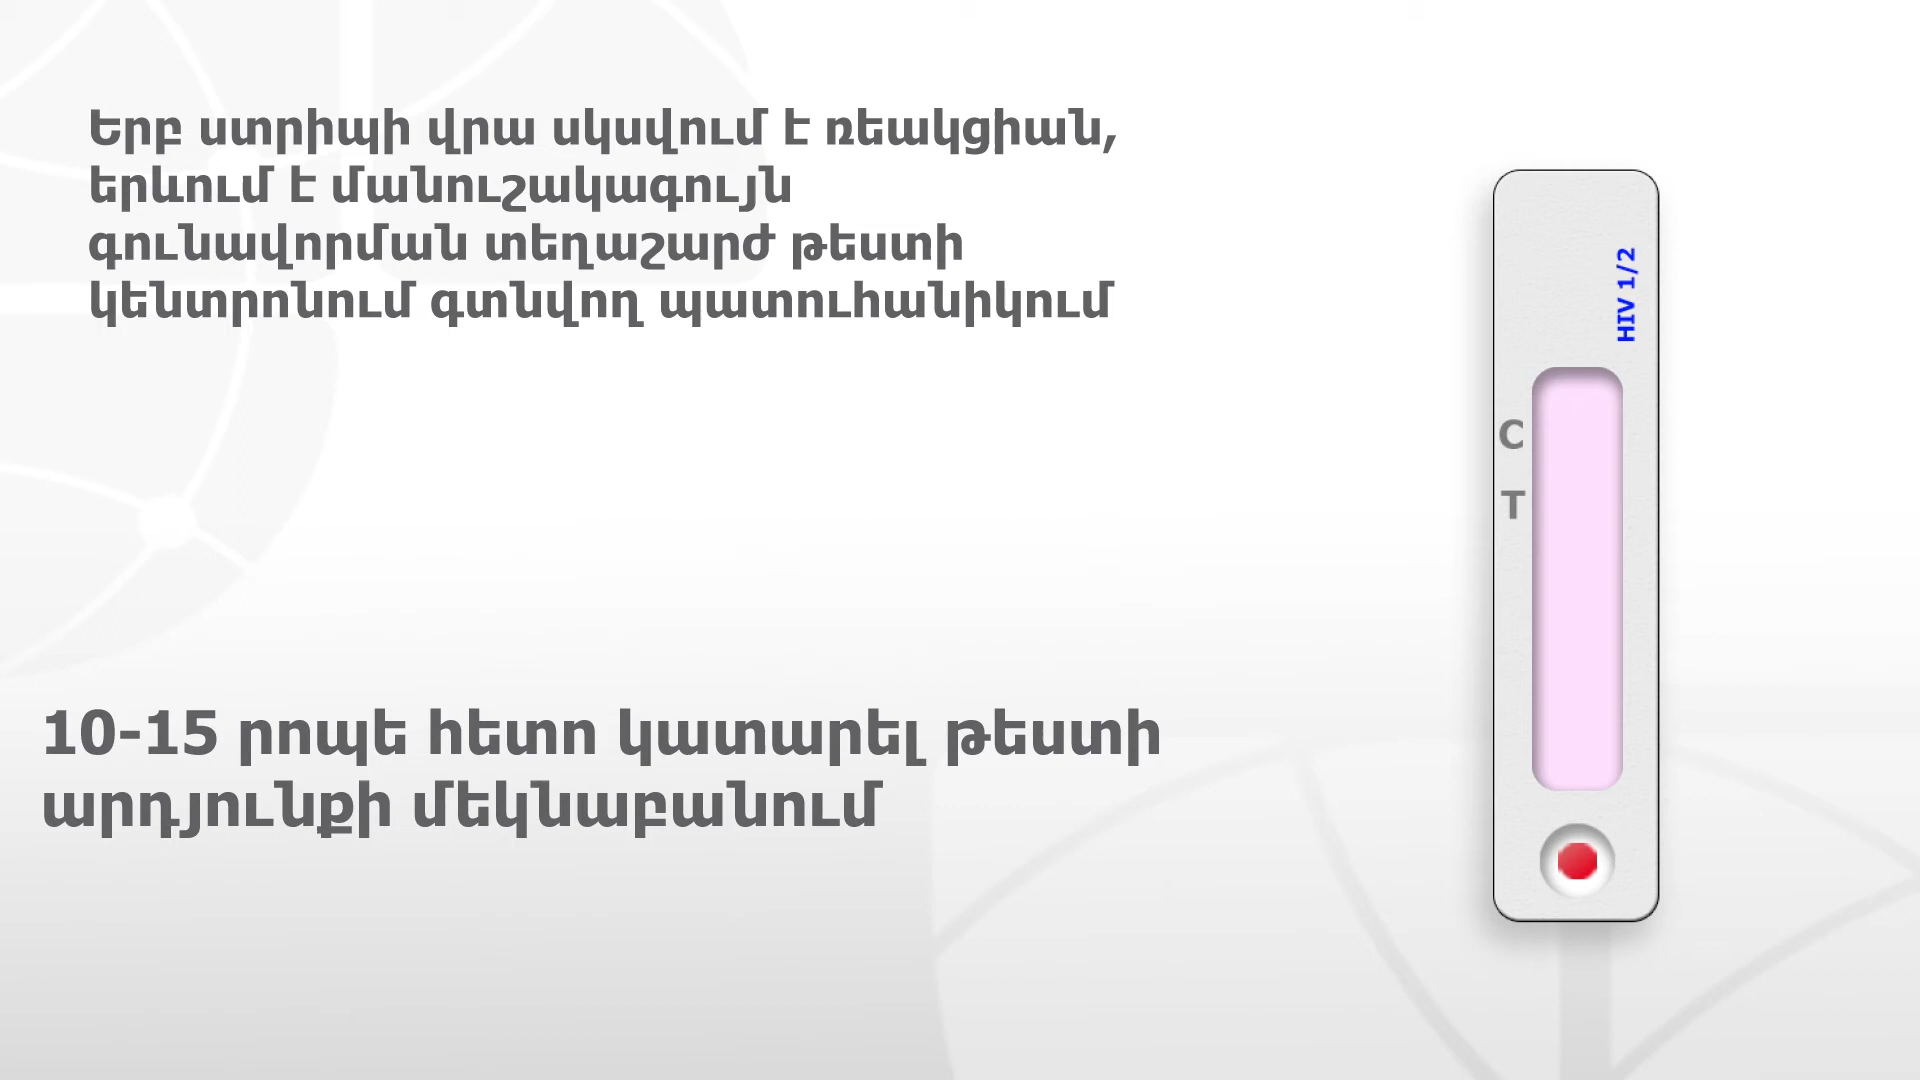 Երբ ստրիպի վրա սկսվում է ռեակցիան,
երևում է մանուշակագույն
գունավորման տեղաշարժ թեստի
կենտրոնում գտնվող պատուհանիկում
HIV 1/2
C
T
10-15 րոպե հետո կատարել թեստի
արդյունքի մեկնաբանում